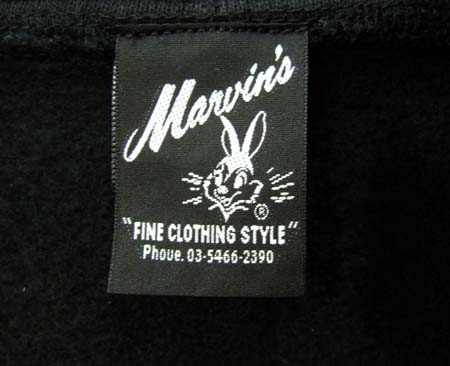 Marvin's
®
"FINE CLOTHING STYLE"
Phoue. 03-5466-2390